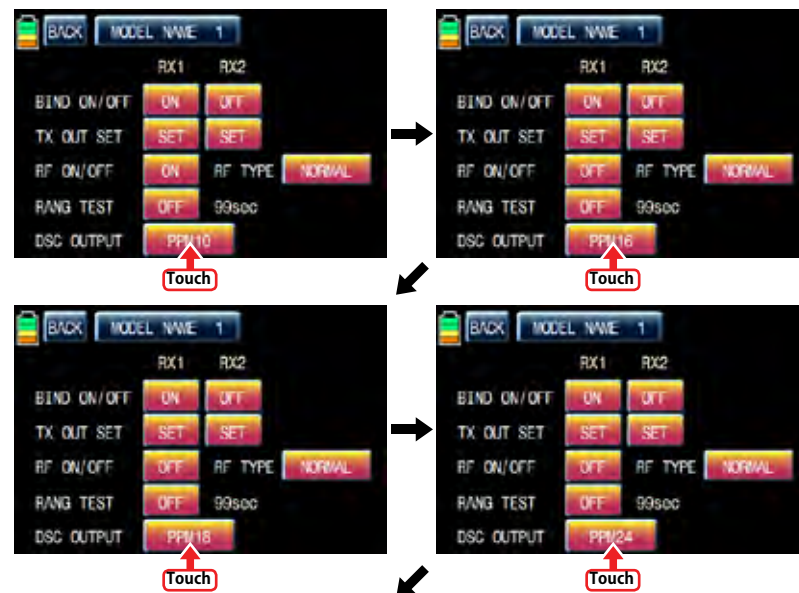 BACK MODEL NAME 1
RX1 RX2
BIND ON/OFF ON OFF
TX OUT SET SET SET
RF ON/OFF ON RF TYPE NORMAL
RANG TEST OFF 99sec
DSC OUTPUT PPM10
Touch
BACK MODEL NAME 1
RX1 RX2
BIND ON/OFF ON OFF
TX OUT SET SET SET
RF ON/OFF OFF RF TYPE NORMAL
RANG TEST OFF 99sec
DSC OUTPUT PPM16
Touch
BACK MODEL NAME 1
RX1 RX2
BIND ON/OFF ON OFF
TX OUT SET SET SET
RF ON/OFF OFF RF TYPE NORMAL
RANG TEST OFF 99sec
DSC OUTPUT PPM18
Touch
BACK MODEL NAME 1
RX1 RX2
BIND ON/OFF ON OFF
TX OUT SET SET SET
RF ON/OFF OFF RF TYPE NORMAL
RANG TEST OFF 99sec
DSC OUTPUT PPM24
Touch